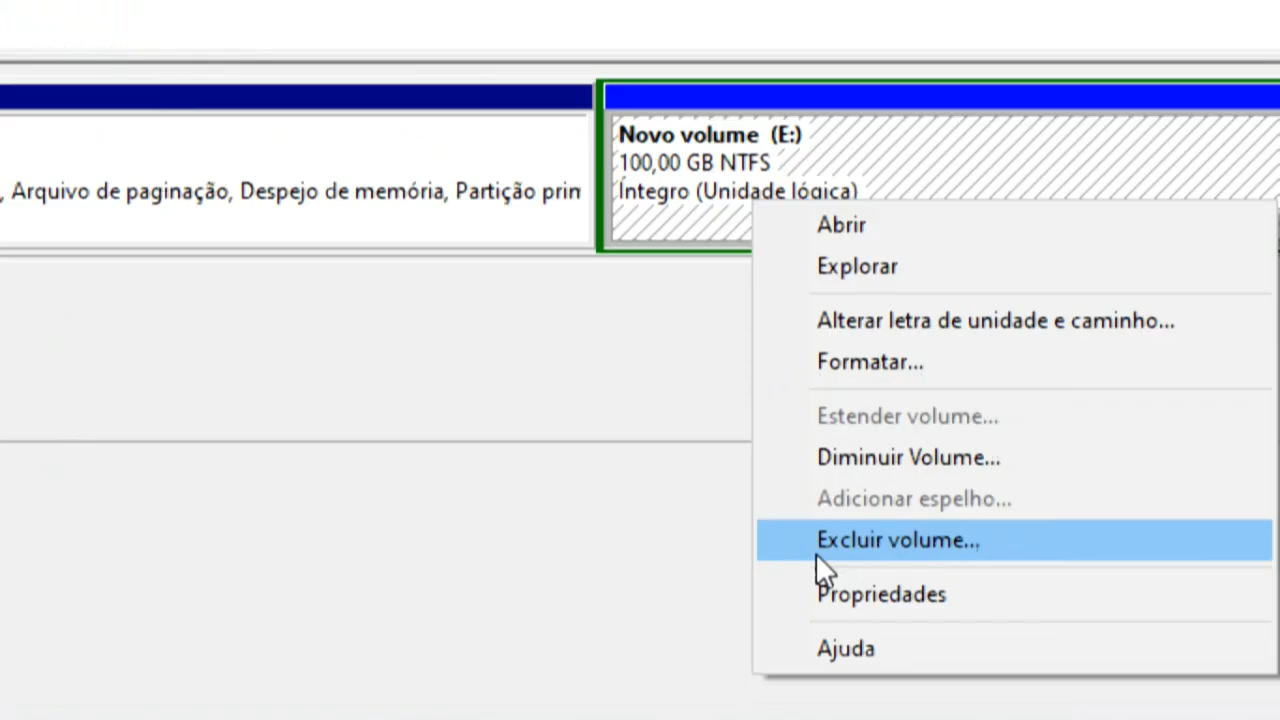 Novo volume (E:)
100,00 GB NTFS
, Arquivo de paginação, Despejo de memória, Partição prin
Íntegro (Unidade lógica)
Abrir
Explorar
Alterar letra de unidade e caminho...
Formatar...
Estender volume...
Diminuir Volume...
Adicionar espelho...
Excluir volume...
Propriedades
Ajuda